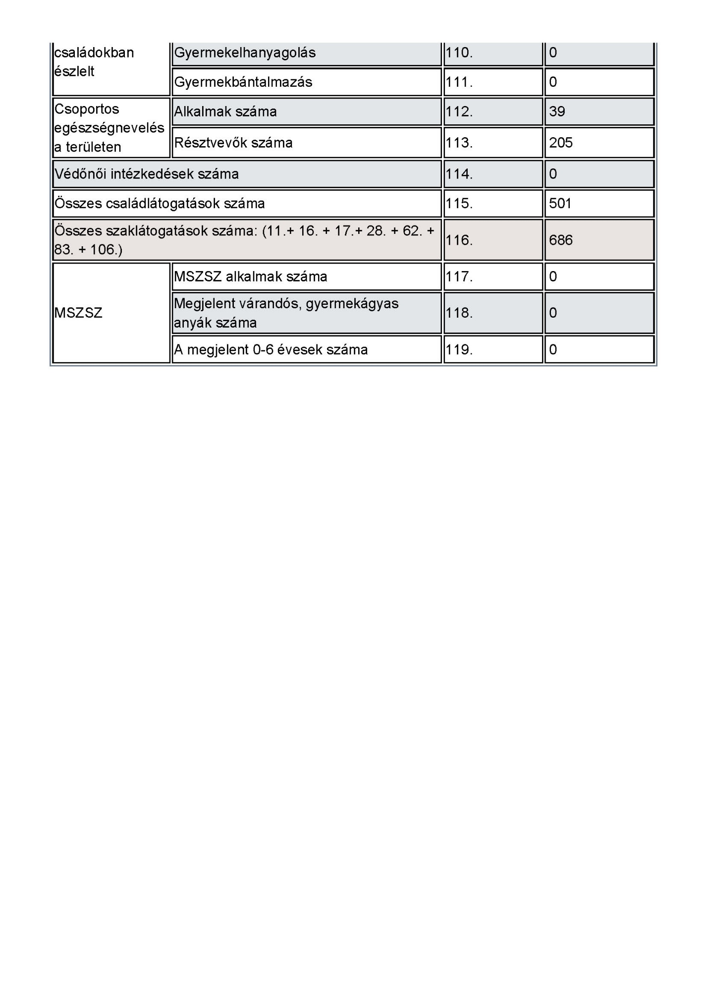 családokban
észlelt
Gyermekelhanyagolás 110. 0
Gyermekbántalmazás 111. 0
Csoportos
egészségnevelés
a területen
Alkalmak száma 112. 39
Résztvevők száma 113. 205
Védőnői intézkedések száma 114. 0
Összes családlátogatások száma 115. 501
Összes szaklátogatások száma: (11.+ 16. + 17.+ 28. + 62. +
83. + 106.) 116. 686
MSZSZ
MSZSZ alkalmak száma 117. 0
Megjelent várandós, gyermekágyas
anyák száma 118. 0
A megjelent 0-6 évesek száma 119. 0